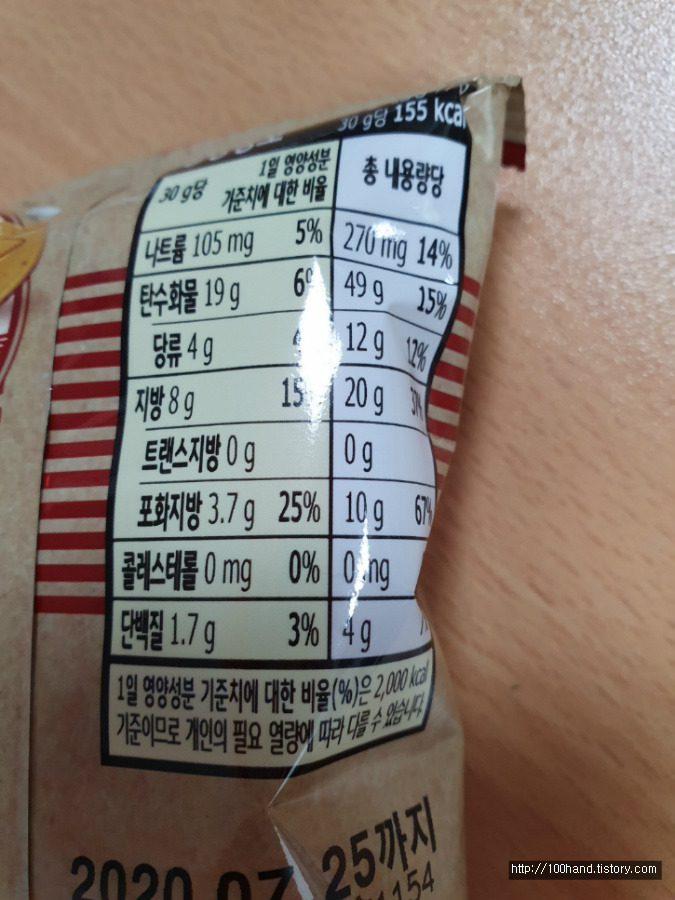 30 g당 155 kcal
30 g당 1일 영양성분 기준치에 대한 비율 총 내용량당
나트륨 105 mg 5% 270 mg 14%
탄수화물 19 g 49 g 15%
당류 4 g 12 g 12%
지방 8 g 20 g
트랜스지방 0 g 0 g
포화지방 3.7 g 25% 10 g 67%
콜레스테롤 0 mg 0% 0 mg
단백질 1.7 g 3% 4 g
1일 영양성분 기준치에 대한 비율(%)은 2,000 kcal
기준이므로 개인의 필요 열량에 따라 다를 수 있습니다.
2020.07.25까지
http://100hand.tistory.com